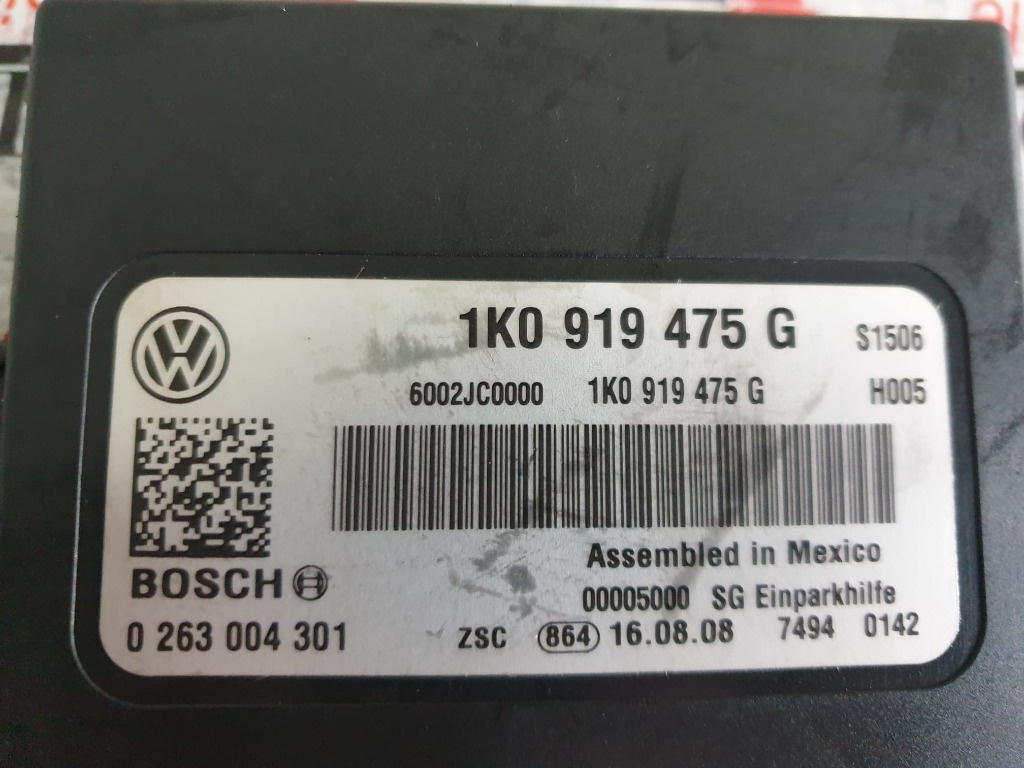 1K0 919 475 G S1506
6002JC0000 1K0 919 475 G H005
Assembled in Mexico
BOSCH
00005000 SG Einparkhilfe
0 263 004 301 ZSC 864 16.08.08 7494 0142